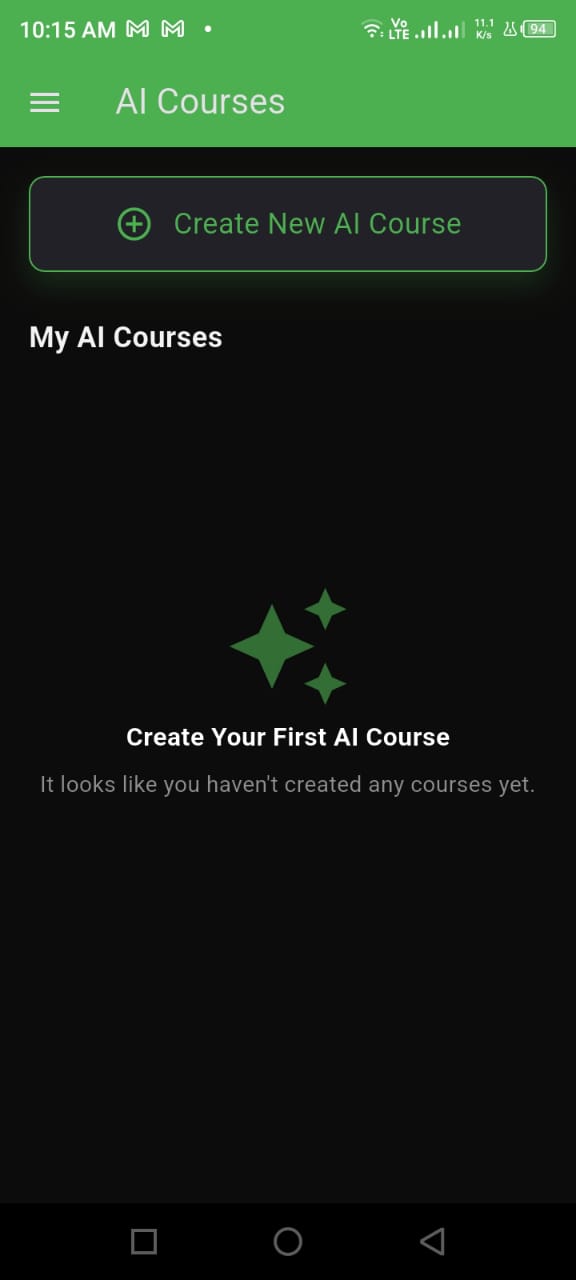 10:15 AM
Vo
LTE
11.1
K/s
94
AI Courses
Create New AI Course
My AI Courses
Create Your First AI Course
It looks like you haven't created any courses yet.